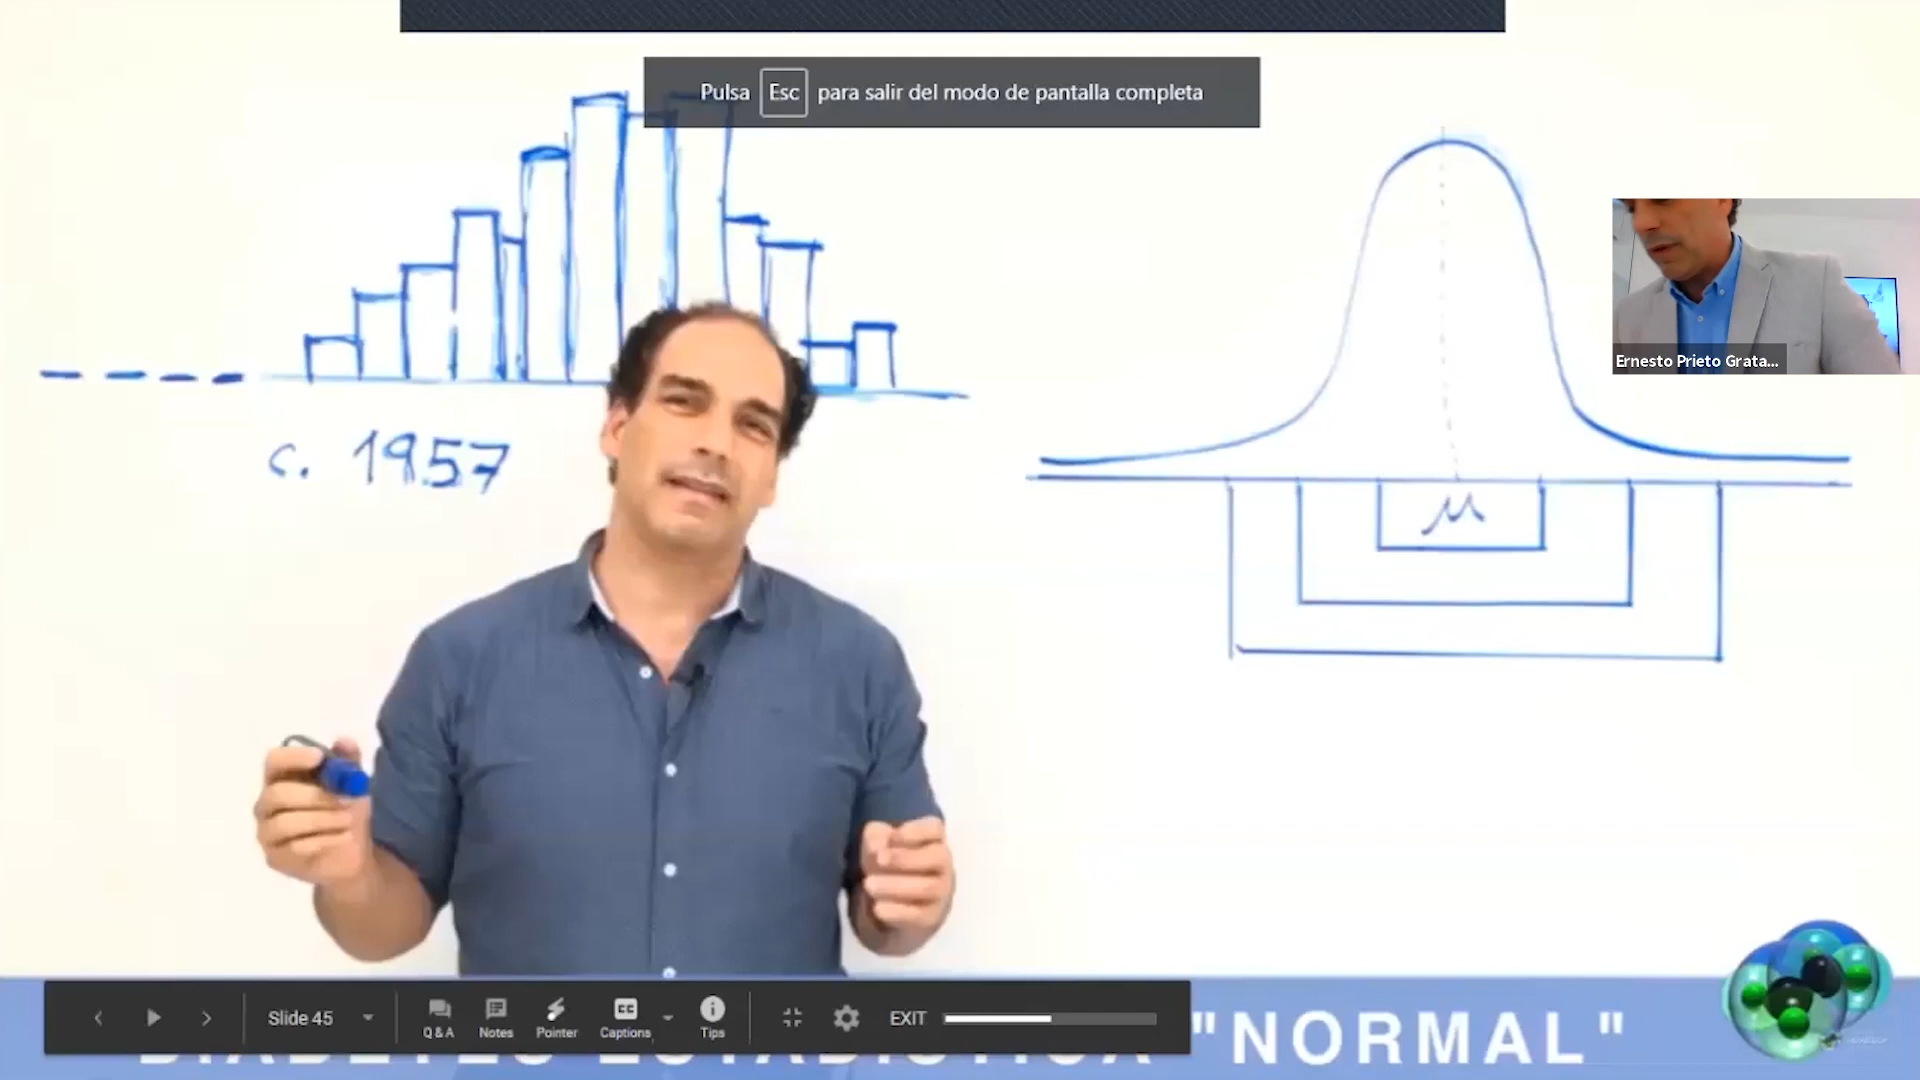 Pulsa Esc para salir del modo de pantalla completa
c. 1957
μ
Ernesto Prieto Grata...
Slide 45
Q & A
Notes
Pointer
Captions
Tips
EXIT
"NORMAL"